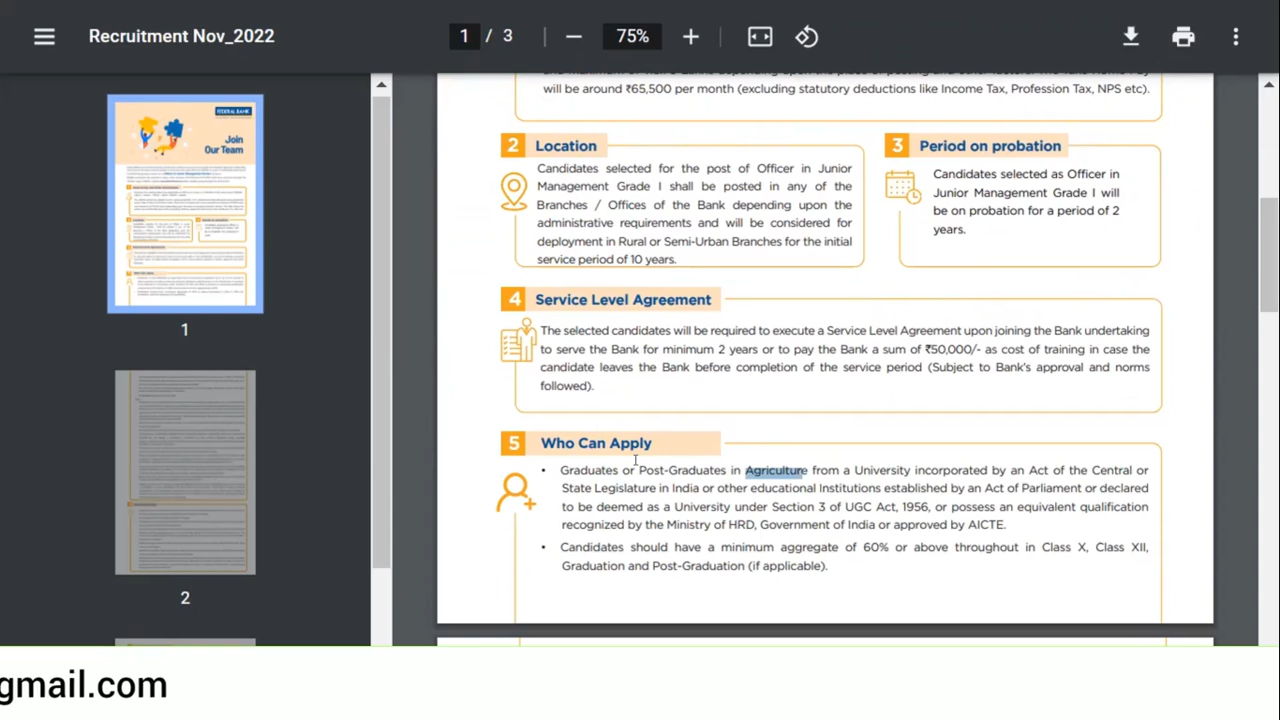 Recruitment Nov_2022
1 / 3
75%
FEDERAL BANK
Join
Our Team
1
2
will be around ₹65,500 per month (excluding statutory deductions like Income Tax, Profession Tax, NPS etc).
2 Location
Candidates selected for the post of Officer in Junior
Management Grade I shall be posted in any of the
Branches / Offices of the Bank depending upon the
administrative requirements and will be considered for
deployment in Rural or Semi-Urban Branches for the initial
service period of 10 years.
3 Period on probation
Candidates selected as Officer in
Junior Management Grade I will
be on probation for a period of 2
years.
4 Service Level Agreement
The selected candidates will be required to execute a Service Level Agreement upon joining the Bank undertaking
to serve the Bank for minimum 2 years or to pay the Bank a sum of ₹50,000/- as cost of training in case the
candidate leaves the Bank before completion of the service period (Subject to Bank's approval and norms
followed).
5 Who Can Apply
• Graduates or Post-Graduates in Agriculture from a University incorporated by an Act of the Central or
State Legislature in India or other educational Institutions established by an Act of Parliament or declared
to be deemed as a University under Section 3 of UGC Act, 1956, or possess an equivalent qualification
recognized by the Ministry of HRD, Government of India or approved by AICTE.
• Candidates should have a minimum aggregate of 60% or above throughout in Class X, Class XII,
Graduation and Post-Graduation (if applicable).
gmail.com